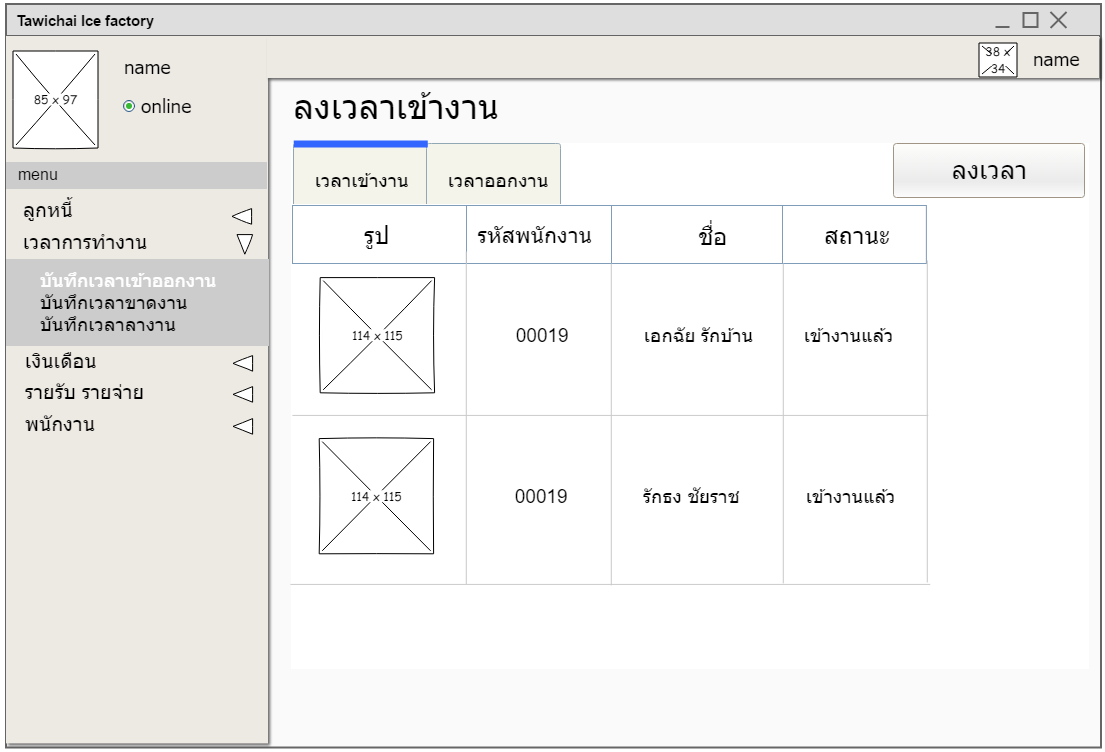 Tawichai Ice factory
38 x 34
name
name
85 x 97
online
menu
ลูกหนี้
เวลาการทำงาน
บันทึกเวลาเข้าออกงาน
บันทึกเวลาขาดงาน
บันทึกเวลาลางาน
เงินเดือน
รายรับ รายจ่าย
พนักงาน
ลงเวลาเข้างาน
เวลาเข้างาน เวลาออกงาน ลงเวลา
รูป รหัสพนักงาน ชื่อ สถานะ
114 x 115 00019 เอกฉัย รักบ้าน เข้างานแล้ว
114 x 115 00019 รักธง ชัยราช เข้างานแล้ว